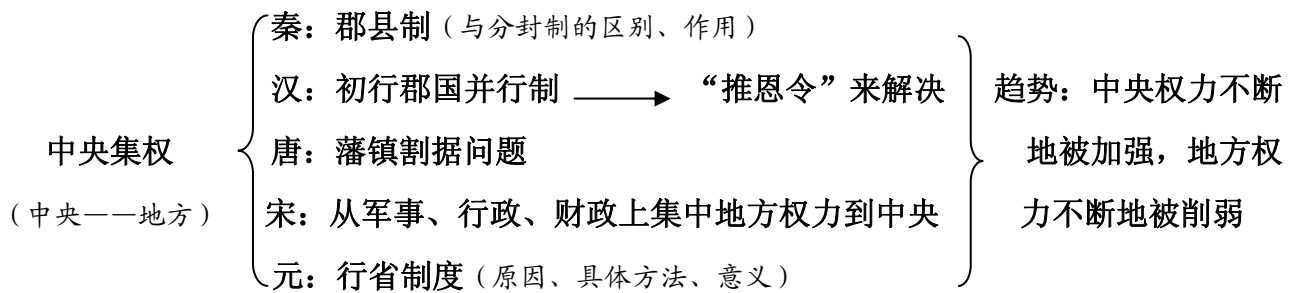 秦：郡县制（与分封制的区别、作用）
汉：初行郡国并行制 “推恩令”来解决
唐：藩镇割据问题
宋：从军事、行政、财政上集中地方权力到中央
元：行省制度（原因、具体方法、意义）
中央集权
（中央——地方）
趋势：中央权力不断
地被加强，地方权
力不断地被削弱